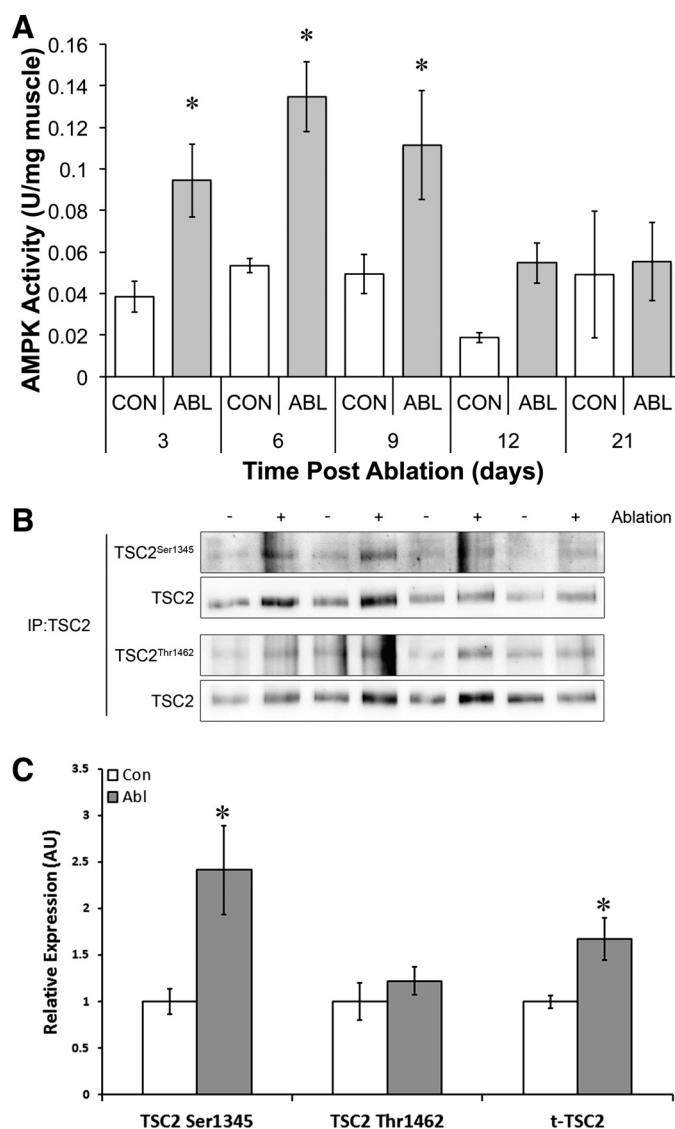 A
AMPK Activity (U/mg muscle)
0.16
0.14
0.12
0.1
0.08
0.06
0.04
0.02
0
*
*
*
CON ABL CON ABL CON ABL CON ABL CON ABL
3 6 9 12 21
Time Post Ablation (days)
B
- + - + - + - + Ablation
IP:TSC2
TSC2Ser1345
TSC2
TSC2Thr1462
TSC2
C
Relative Expression (AU)
3.5
3
2.5
2
1.5
1
0.5
0
Con
Abl
*
*
TSC2 Ser1345 TSC2 Thr1462 t-TSC2